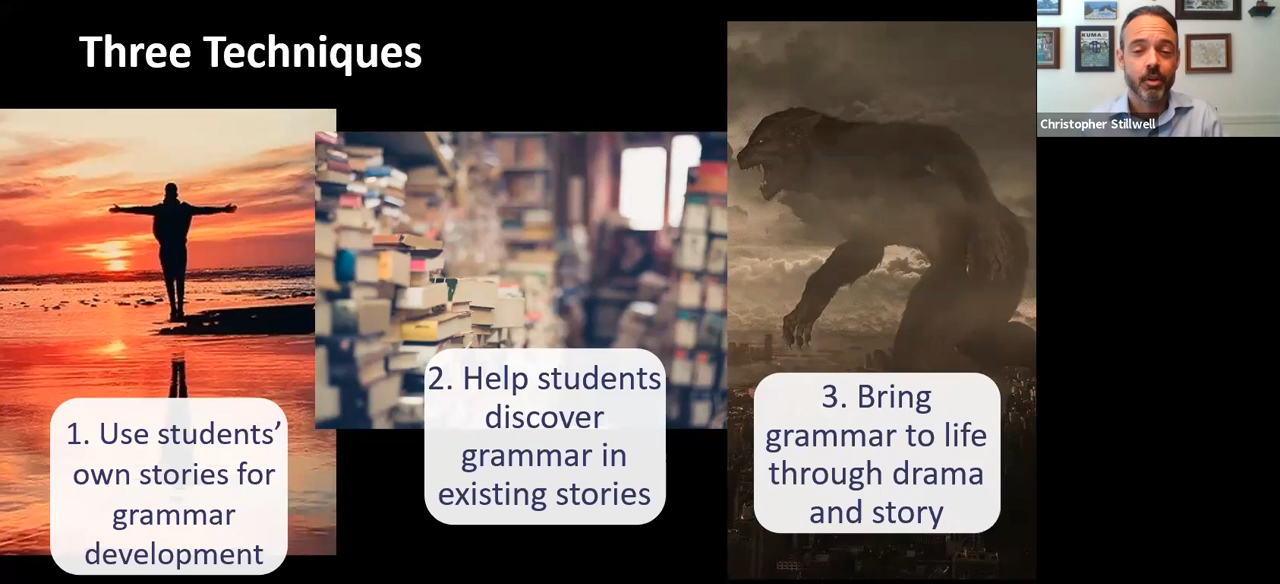 Three Techniques
1. Use students’
own stories for
grammar
development
2. Help students
discover
grammar in
existing stories
3. Bring
grammar to life
through drama
and story
KUMA
Christopher Stillwell